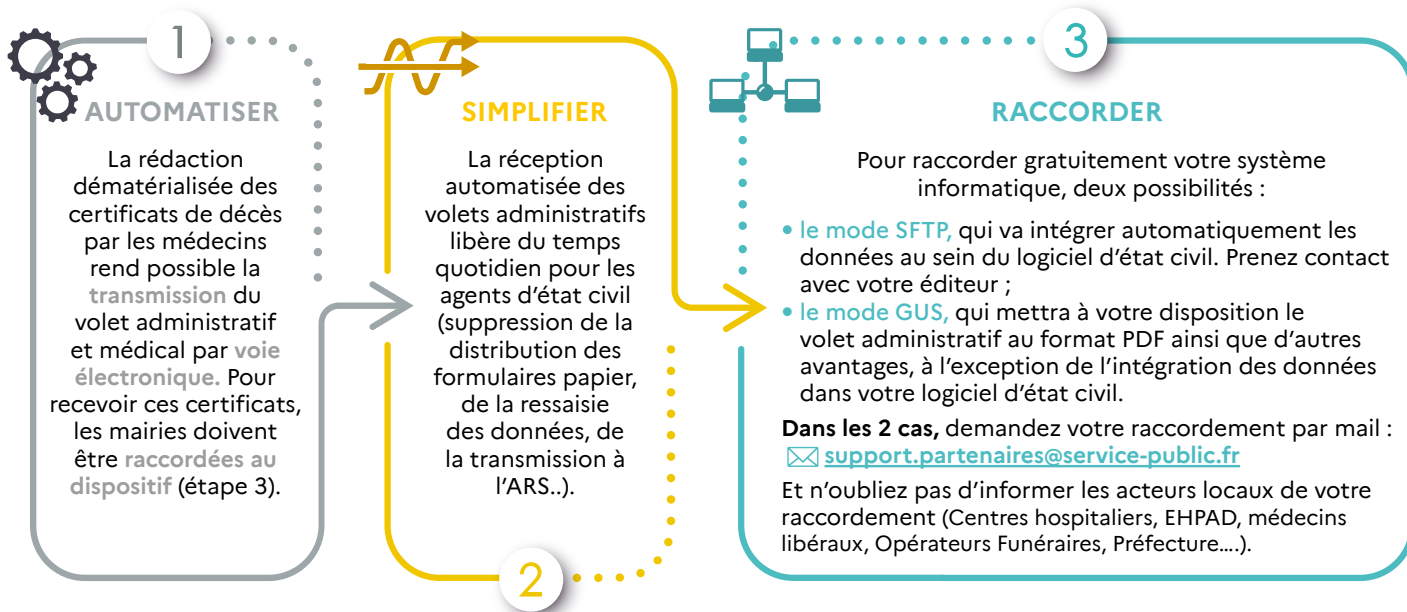 1
AUTOMATISER
La rédaction
dématérialisée des
certificats de décès
par les médecins
rend possible la
transmission du
volet administratif
et médical par voie
électronique. Pour
recevoir ces certificats,
les mairies doivent
être raccordées au
dispositif (étape 3).
SIMPLIFIER
La réception
automatisée des
volets administratifs
libère du temps
quotidien pour les
agents d’état civil
(suppression de la
distribution des
formulaires papier,
de la ressaisie
des données, de
la transmission à
l’ARS..).
2
3
RACCORDER
Pour raccorder gratuitement votre système
informatique, deux possibilités :
• le mode SFTP, qui va intégrer automatiquement les
données au sein du logiciel d’état civil. Prenez contact
avec votre éditeur ;
• le mode GUS, qui mettra à votre disposition le
volet administratif au format PDF ainsi que d’autres
avantages, à l’exception de l’intégration des données
dans votre logiciel d’état civil.
Dans les 2 cas, demandez votre raccordement par mail :
support.partenaires@service-public.fr
Et n’oubliez pas d’informer les acteurs locaux de votre
raccordement (Centres hospitaliers, EHPAD, médecins
libéraux, Opérateurs Funéraires, Préfecture....).